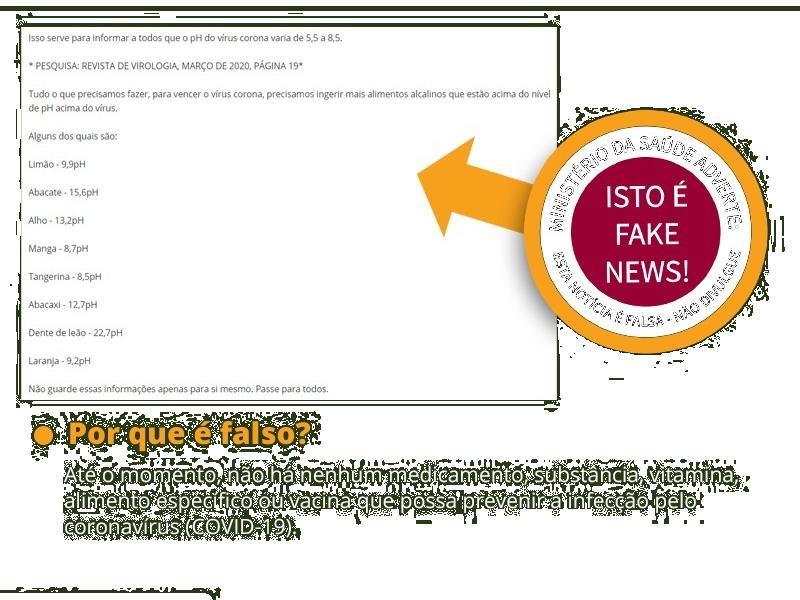 Isso serve para informar a todos que o pH do vírus corona varia de 5,5 a 8,5.
* PESQUISA: REVISTA DE VIROLOGIA, MARÇO DE 2020, PÁGINA 19*
Tudo o que precisamos fazer, para vencer o vírus corona, precisamos ingerir mais alimentos alcalinos que estão acima do nível
de pH acima do vírus.
Alguns dos quais são:
Limão - 9,9pH
Abacate - 15,6pH
Alho - 13,2pH
Manga - 8,7pH
Tangerina - 8,5pH
Abacaxi - 12,7pH
Dente de leão - 22,7pH
Laranja - 9,2pH
Não guarde essas informações apenas para si mesmo. Passe para todos.
MINISTÉRIO DA SAÚDE ADVERTE:
ISTO É
FAKE
NEWS!
ESTA NOTÍCIA É FALSA - NÃO DIVULGUE
Por que é falso?
Até o momento, não há nenhum medicamento, substância, vitamina,
alimento específico ou vacina que possa prevenir a infecção pelo
coronavírus (COVID-19).